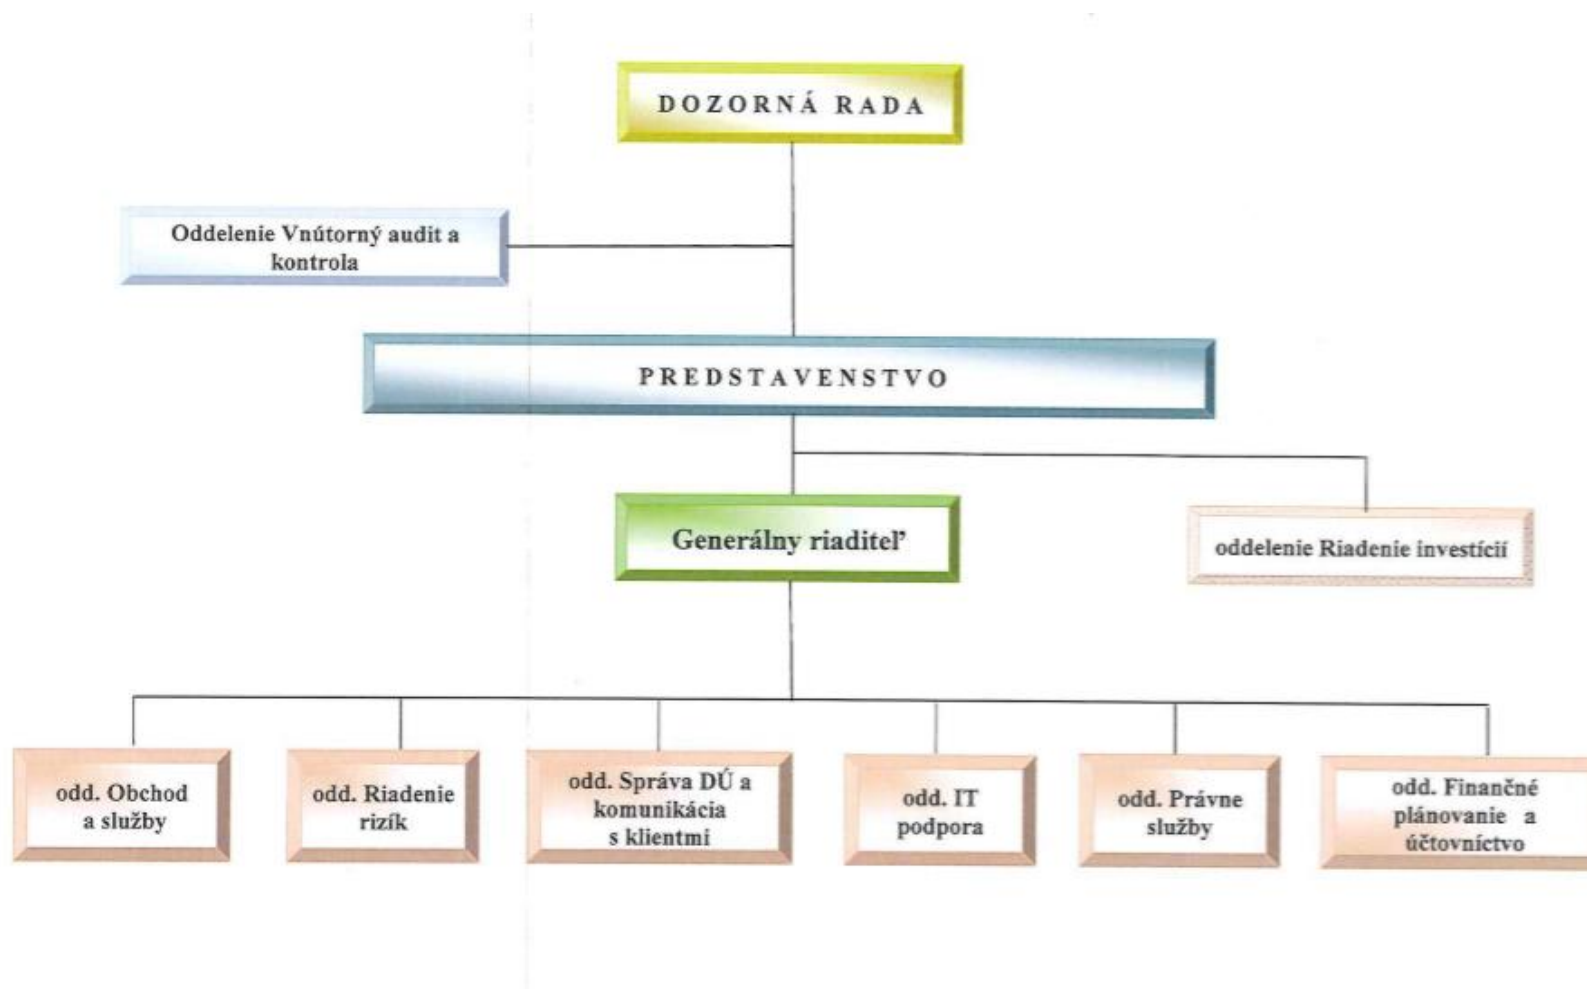 DOZORNÁ RADA
Oddelenie Vnútorný audit a
kontrola
PREDSTAVENSTVO
Generálny riaditeľ
oddelenie Riadenie investícií
odd. Obchod
a služby
odd. Riadenie
rizík
odd. Správa DÚ a
komunikácia
s klientmi
odd. IT
podpora
odd. Právne
služby
odd. Finančné
plánovanie a
účtovníctvo